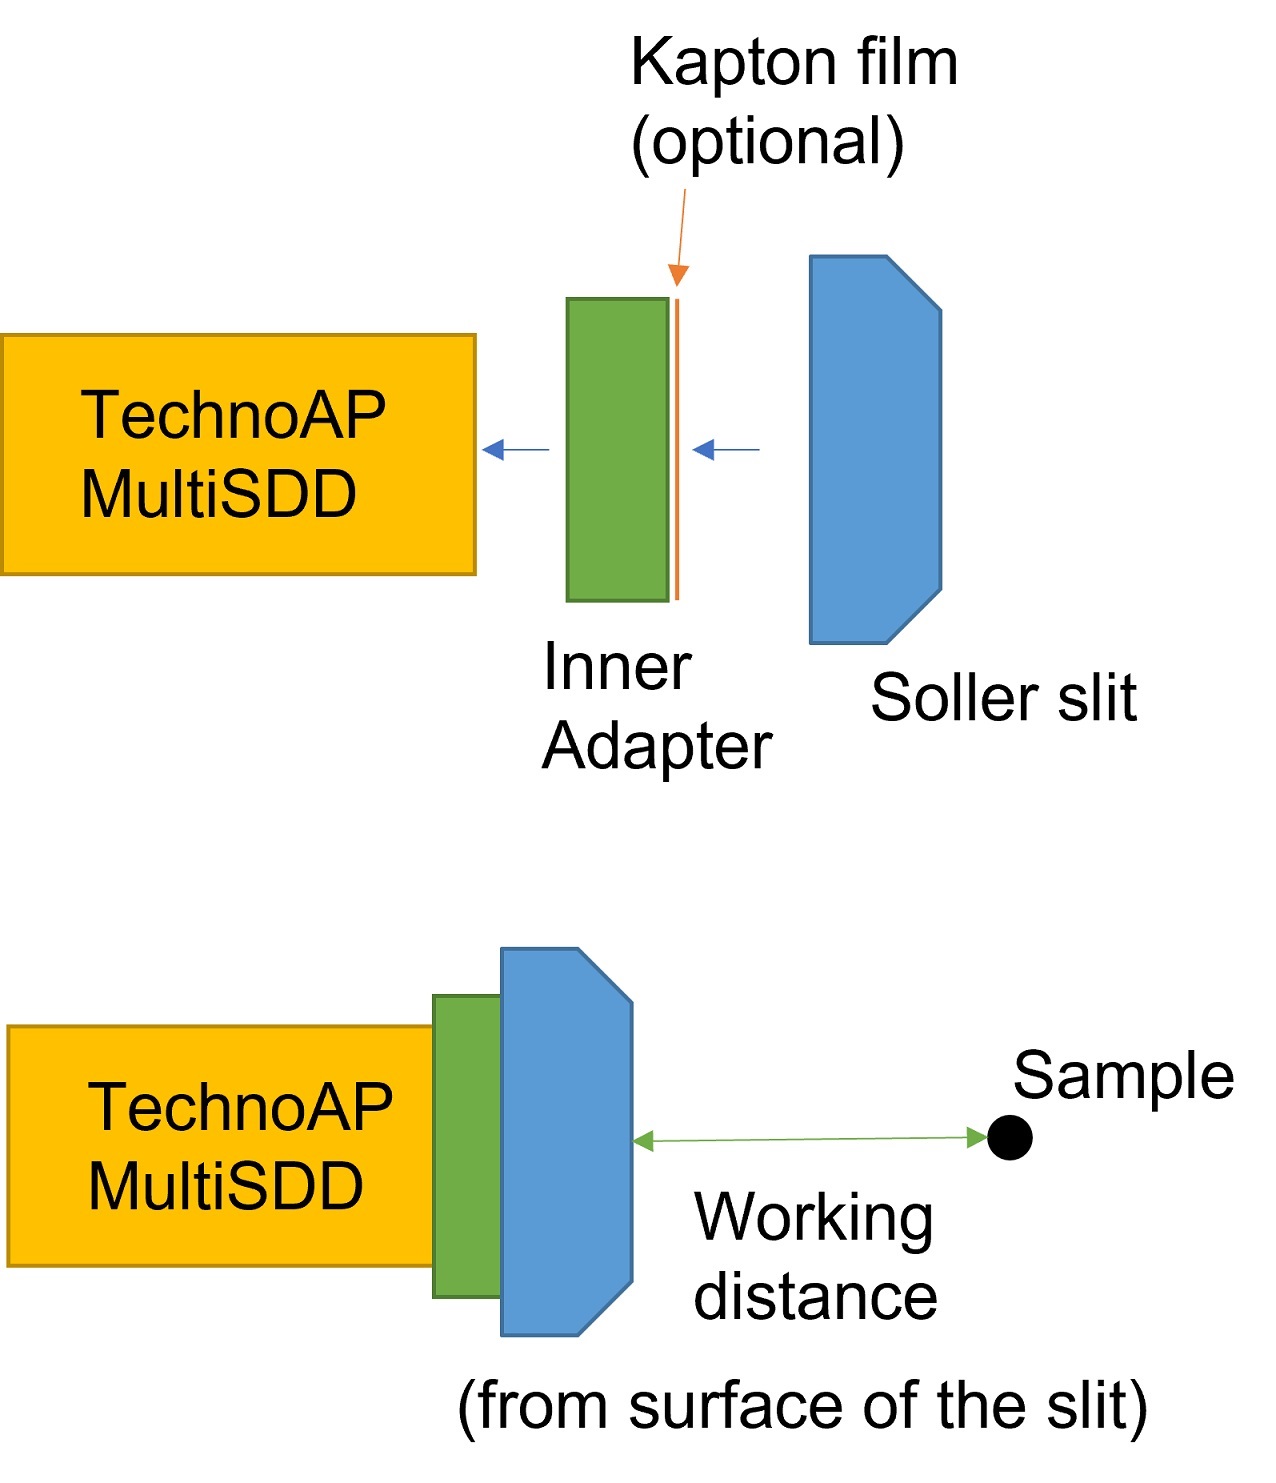 Kapton film
(optional)
TechnoAP
MultiSDD
Inner
Adapter
Soller slit
TechnoAP
MultiSDD
Sample
Working
distance
(from surface of the slit)